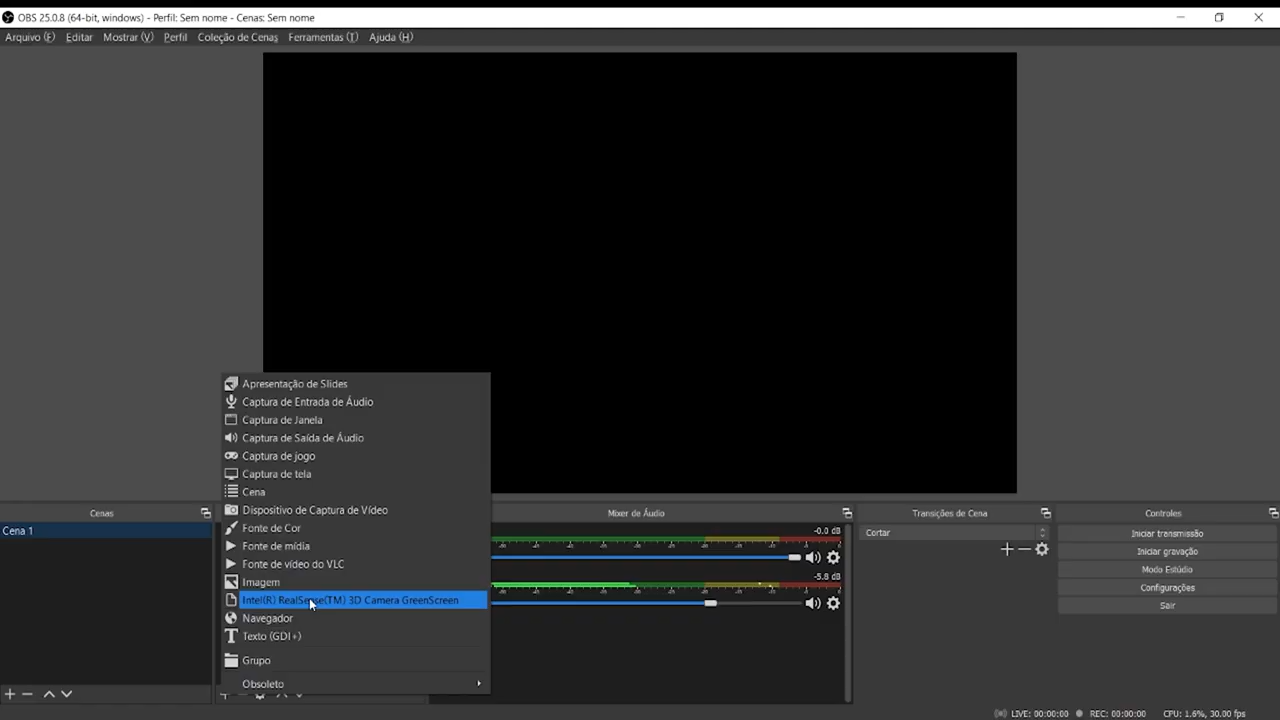 OBS 25.0.8 (64-bit, windows) - Perfil: Sem nome - Cenas: Sem nome
Arquivo (F) Editar Mostrar (V) Perfil Coleção de Cenas Ferramentas (T) Ajuda (H)
Apresentação de Slides
Captura de Entrada de Áudio
Captura de Janela
Captura de Saída de Áudio
Captura de jogo
Captura de tela
Cena
Dispositivo de Captura de Vídeo
Fonte de Cor
Fonte de mídia
Fonte de vídeo do VLC
Imagem
Intel(R) RealSense(TM) 3D Camera GreenScreen
Navegador
Texto (GDI+)
Grupo
Obsoleto
Cenas
Cena 1
Mixer de Áudio
-0.0 dB
-5.8 dB
Transições de Cena
Cortar
Controles
Iniciar transmissão
Iniciar gravação
Modo Estúdio
Configurações
Sair
LIVE: 00:00:00 REC: 00:00:00 CPU: 1.6%, 30.00 fps